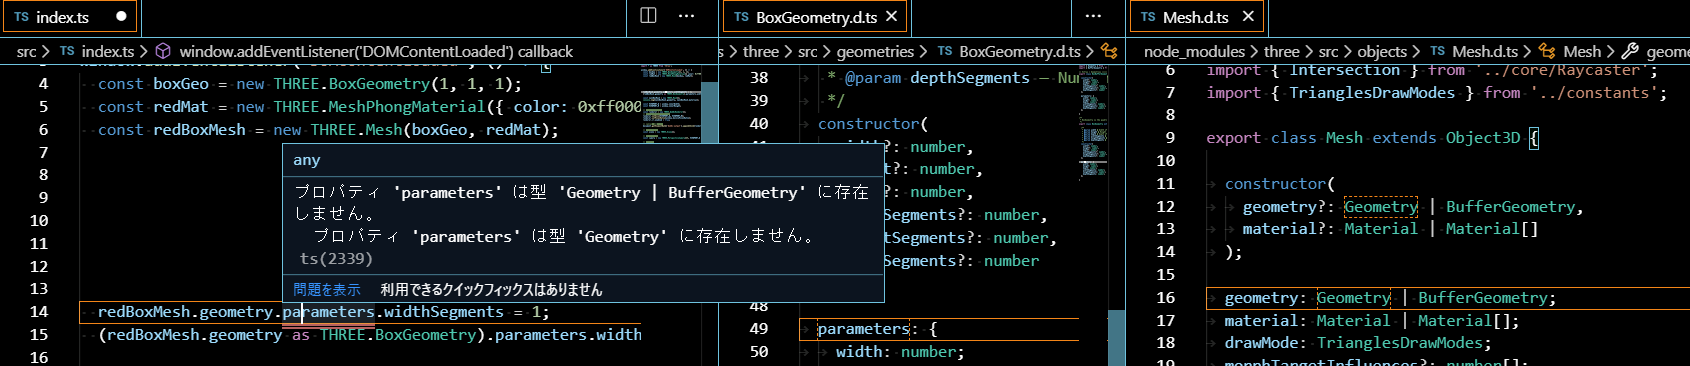 TS index.ts
src > TS index.ts > window.addEventListener('DOMContentLoaded') callback
4 const boxGeo = new THREE.BoxGeometry(1, 1, 1);
5 const redMat = new THREE.MeshPhongMaterial({ color: 0xff000
6 const redBoxMesh = new THREE.Mesh(boxGeo, redMat);
7
8
9
10
11
12
13
any
プロパティ 'parameters' は型 'Geometry | BufferGeometry' に存在
しません。
プロパティ 'parameters' は型 'Geometry' に存在しません。
ts(2339)
問題を表示 利用できるクイックフィックスはありません
14 redBoxMesh.geometry.parameters.widthSegments = 1;
15 (redBoxMesh.geometry as THREE.BoxGeometry).parameters.width
16
TS BoxGeometry.d.ts
s > three > src > geometries > TS BoxGeometry.d.ts >
38 * @param depthSegments — Nu
39 */
40 constructor(
?: number,
t?: number,
?: number,
Segments?: number,
tSegments?: number,
Segments?: number
48
49 parameters: {
50 width: number;
TS Mesh.d.ts
node_modules > three > src > objects > TS Mesh.d.ts > Mesh > geome
6 import { Intersection } from '../core/Raycaster';
7 import { TrianglesDrawModes } from '../constants';
8
9 export class Mesh extends Object3D {
10
11 constructor(
12 geometry?: Geometry | BufferGeometry,
13 material?: Material | Material[]
14 );
15
16 geometry: Geometry | BufferGeometry;
17 material: Material | Material[];
18 drawMode: TrianglesDrawModes;
19 morphTargetInfluences?: number[];